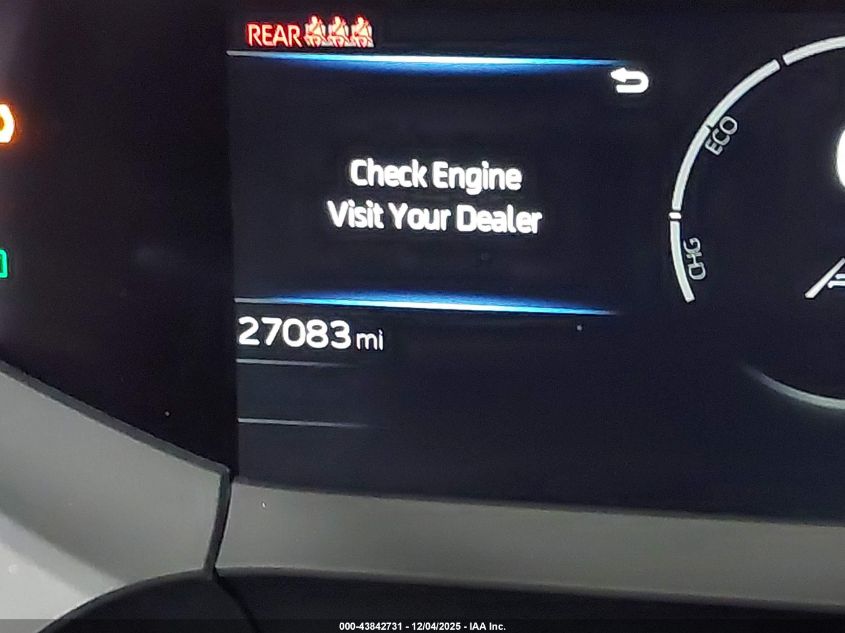 REAR
Check Engine
Visit Your Dealer
ECO
CHG
27083 mi
000-43842731 - 12/04/2025 - IAA Inc.